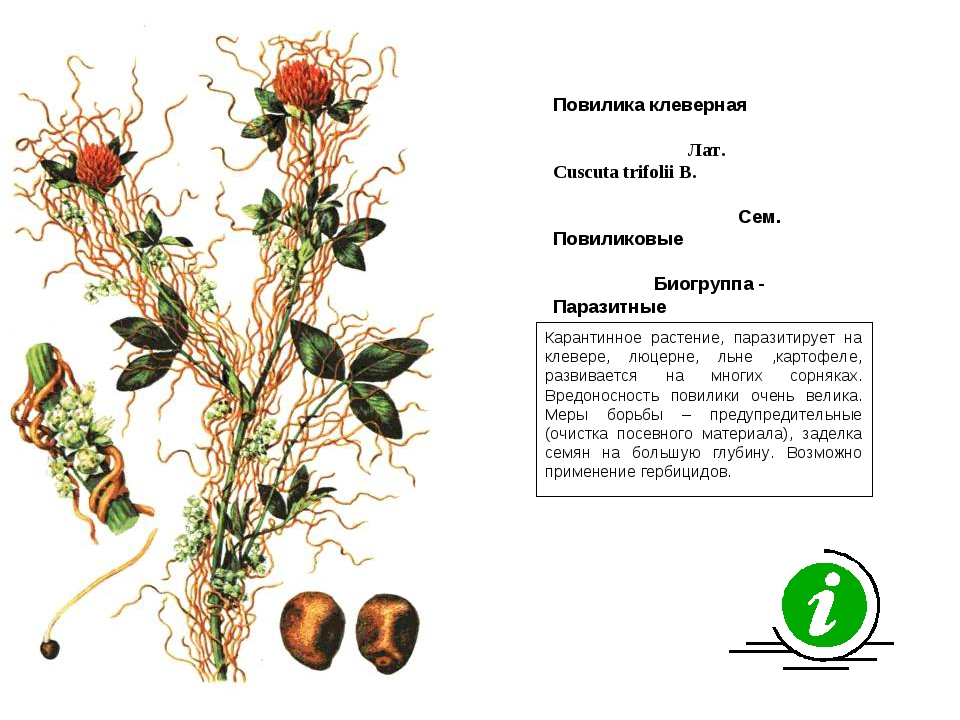 Повилика клеверная
Лат.
Cuscuta trifolii B.
Сем.
Повиликовые
Биогруппа -
Паразитные
Карантинное растение, паразитирует на
клевере, люцерне, льне ,картофеле,
развивается на многих сорняках.
Вредоносность повилики очень велика.
Меры борьбы – предупредительные
(очистка посевного материала), заделка
семян на большую глубину. Возможно
применение гербицидов.
i